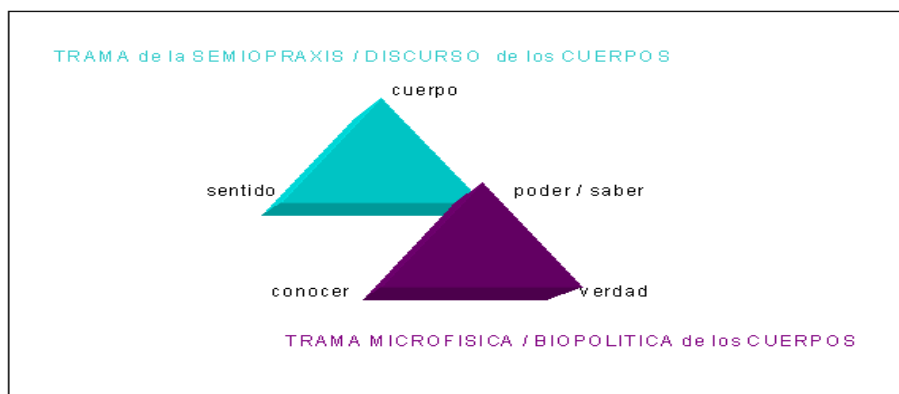 TRAMA de la SEMIOPRAXIS / DISCURSO de los CUERPOS
cuerpo
sentido
poder / saber
conocer
verdad
TRAMA MICROFISICA / BIOPOLITICA de los CUERPOS